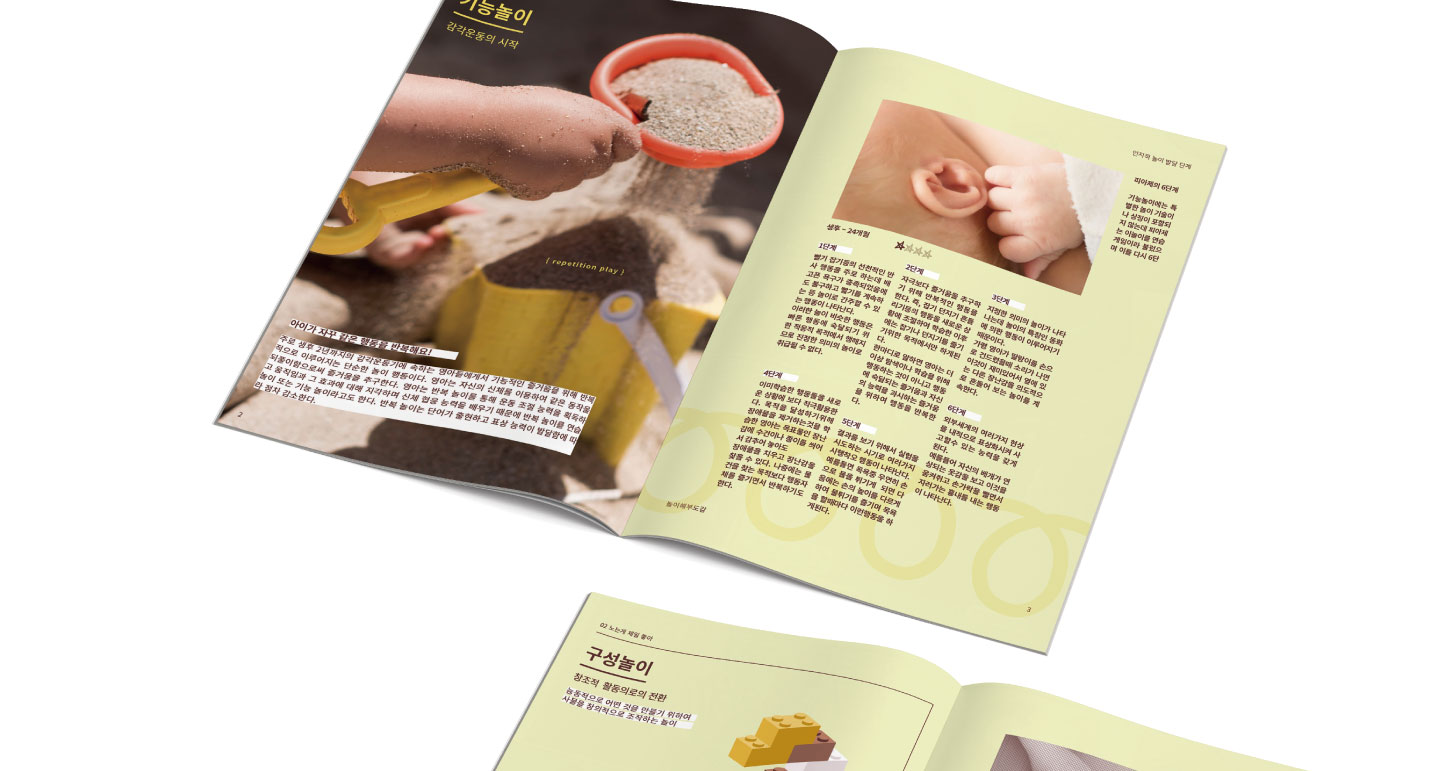 기능놀이
감각운동의 시작
( repetition play )
아이가 자꾸 같은 행동을 반복해요!
주로 생후 2년까지의 감각운동기에 속하는 영아들에게서 기능적인 즐거움을 위해 반복
적으로 이루어지는 단순한 놀이 행동이다. 영아는 자신의 신체를 이용하여 같은 동작을
되풀이함으로써 즐거움을 추구한다. 영아는 반복 놀이를 통해 운동 조절 능력을 획득하
고 움직임과 그 효과에 대해 지각하며 신체 협응 능력을 배우기 때문에 반복 놀이를 연습
놀이 또는 기능 놀이라고도 한다. 반복 놀이는 단어가 출현하고 표상 능력이 발달함에 따
라 점차 감소한다.
2
인지적 놀이 발달 단계
피아제의 6단계
기능놀이에는 특
별한 놀이 기술이
나 상징이 포함되
지 않는데 피아제
는 이놀이를 연습
게임이라 불렀으
며 이를 다시 6단
생후 ~ 24개월
1단계
빨기 잡기등의 선천적인 반
사 행동을 주로 하는데 배
고픈 욕구가 충족되었음에
도 불구하고 빨기를 계속하
는 등 놀이로 간주할 수 있
는 행동이 나타난다.
이러한 놀이 비슷한 행동은
빠른 행동에 숙달되기 위
한 적응적 목적에서 행해지
므로 진정한 의미의 놀이로
취급될 수 없다.
2단계
자극보다 즐거움을 추구하
기 위해 반복적인 행동을
한다. 즉, 잡기 던지기 흔들
리기등의 행동을 새로운 상
황에 조절하여 학습한 이후
에는 잡기나 던지기를 즐기
기위한 목적에서만 하게된
다.
한마디로 말하면 영아는 더
이상 탐색이나 학습을 위해
행동하는 것이 아니고 행동
에 숙달되는 즐거움과 자신
의 능력을 과시하는 즐거움
을 위하여 행동을 반복한
다.
3단계
지정한 의미의 놀이가 나타
나는데 놀이의 특징인 동화
에 의한 행동이 이루어지기
때문이다.
가령 영아가 딸랑이를 손으
로 건드렸을때 소리가 나면
이것이 재미있어서 옆에 있
는 다른 장난감을 의도적으
로 흔들어 보는 놀이를 계
속한다.
4단계
이미학습한 행동들을 새로
운 상황에 보다 적극활용한
다. 목적을 달성하기위해
장애물을 제거하는것을 학
습한 영아는 목표물인 장난
감에 수건이나 종이를 씌어
서 감추어 놓아도
장애물을 치우고 장난감을
찾을 수 있다. 나중에는 물
건을 찾는 목적보다 행동자
체를 즐기면서 반복하기도
한다.
5단계
결과를 보기 위해서 실험을
시도하는 시기로 여러가지
시행적으 행동이 나타난다.
예를들면 목욕중 우연히 손
으로 물을 튀기게  되면 다
음에는 손의 높이를 다르게
하여 물튀기를 즐기며 목욕
을 할때마다 이런행동을 하
게된다.
6단계
외부세계의 여러가지 현상
을 내적으로 표상화시켜 사
고할수 있는 능력을 갖게
된다.
예를들어 자신의 베개가 연
상되는 옷감을 보고 이것을
움켜쥐고 손가락을 빨면서
자러가는 흉내를 내는 행동
이 나타난다.
놀이해부도감
3
02 노는게 제일 좋아
구성놀이
창조적 활동의로의 전환
능동적으로 어떤 것을 만들기 위하여
사물을 창의적으로 조작하는 놀이